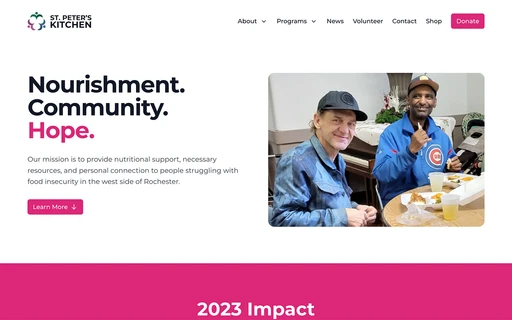 ST. PETER'S
KITCHEN
About Programs News Volunteer Contact Shop Donate
Nourishment.
Community.
Hope.
Our mission is to provide nutritional support, necessary
resources, and personal connection to people struggling with
food insecurity in the west side of Rochester.
Learn More
2023 Impact